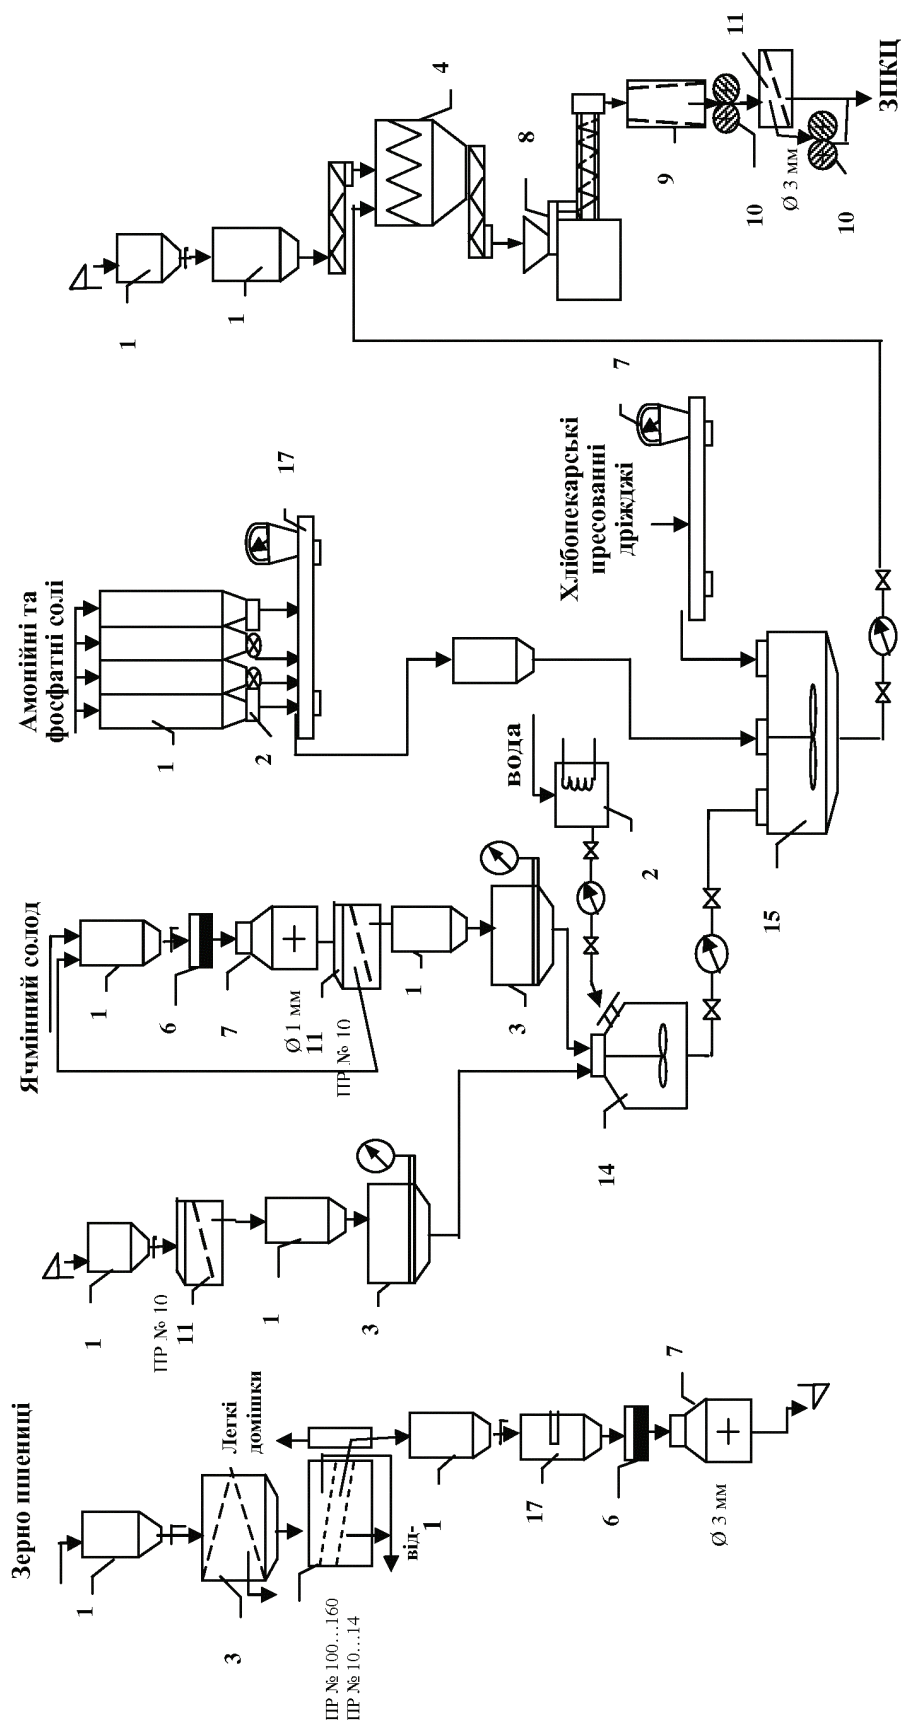 Зерно пшениці
1
3
Легкі
домішки
ПР № 100…160
ПР № 10…14
від-
1
17
6
7
Ø 3 мм
1
ПР № 10
11
1
3
Ячмінний солод
1
6
7
Ø 1 мм
11
ПР № 10
1
3
14
вода
2
Амонійні та
фосфатні солі
1
2
17
Хлібопекарські
пресованні
дріжджі
7
15
1
1
4
8
9
10
11
Ø 3 мм
10
ЗПКЦ